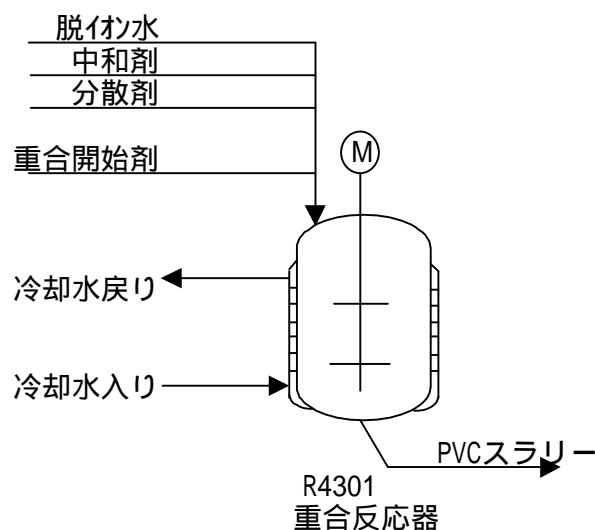 脱イオン水
中和剤
分散剤
重合開始剤
M
冷却水戻り
冷却水入り
PVCスラリー
R4301
重合反応器